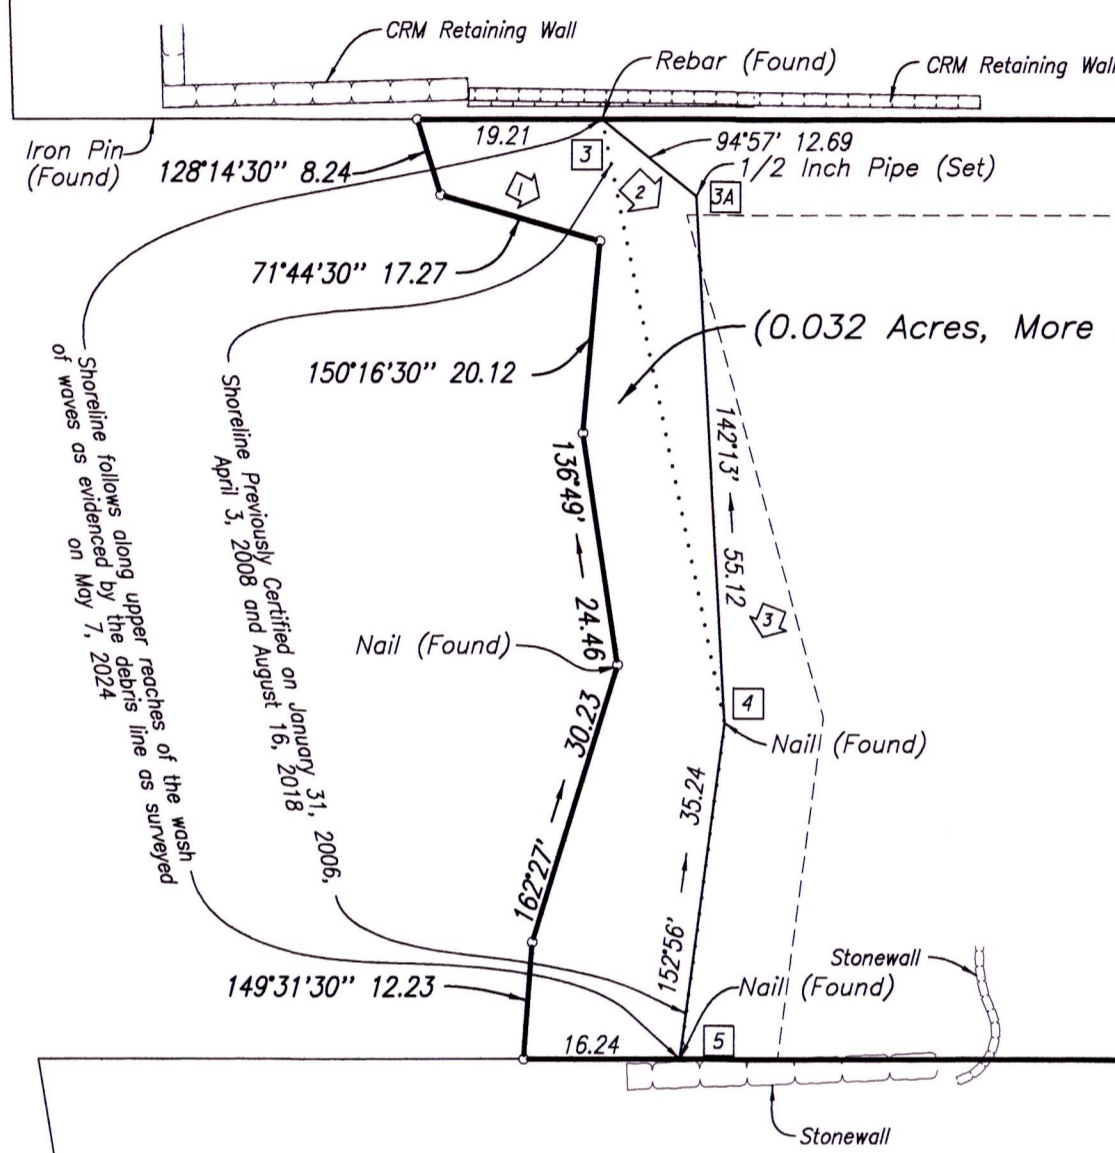 CRM Retaining Wall
Rebar (Found)
CRM Retaining Wall
Iron Pin
(Found)
19.21
3
94°57' 12.69
128°14'30" 8.24
1/2 Inch Pipe (Set)
1
2
3A
71°44'30" 17.27
(0.032 Acres, More
150°16'30" 20.12
Shoreline follows along upper reaches of the wash
of waves as evidenced by the debris line as surveyed
on May 7, 2024
Shoreline Previously Certified on January 31, 2006,
April 3, 2008 and August 16, 2018
136°49' 24.46
142°13' 55.12
3
Nail (Found)
4
Nail (Found)
162°27' 30.23
152°56' 35.24
149°31'30" 12.23
Stonewall
Nail (Found)
16.24
5
Stonewall